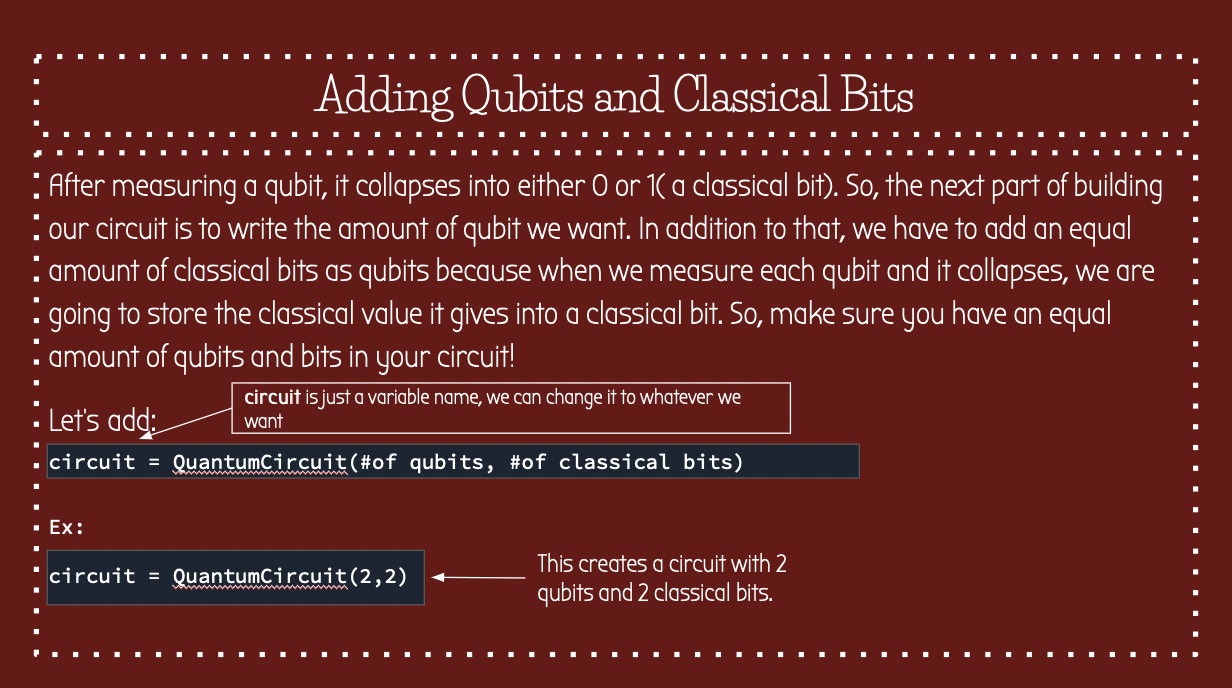 Adding Qubits and Classical Bits
After measuring a qubit, it collapses into either 0 or 1( a classical bit). So, the next part of building
our circuit is to write the amount of qubit we want. In addition to that, we have to add an equal
amount of classical bits as qubits because when we measure each qubit and it collapses, we are
going to store the classical value it gives into a classical bit. So, make sure you have an equal
amount of qubits and bits in your circuit!
circuit is just a variable name, we can change it to whatever we
want
Let's add:
circuit = QuantumCircuit(#of qubits, #of classical bits)
Ex:
circuit = QuantumCircuit(2,2)
This creates a circuit with 2
qubits and 2 classical bits.